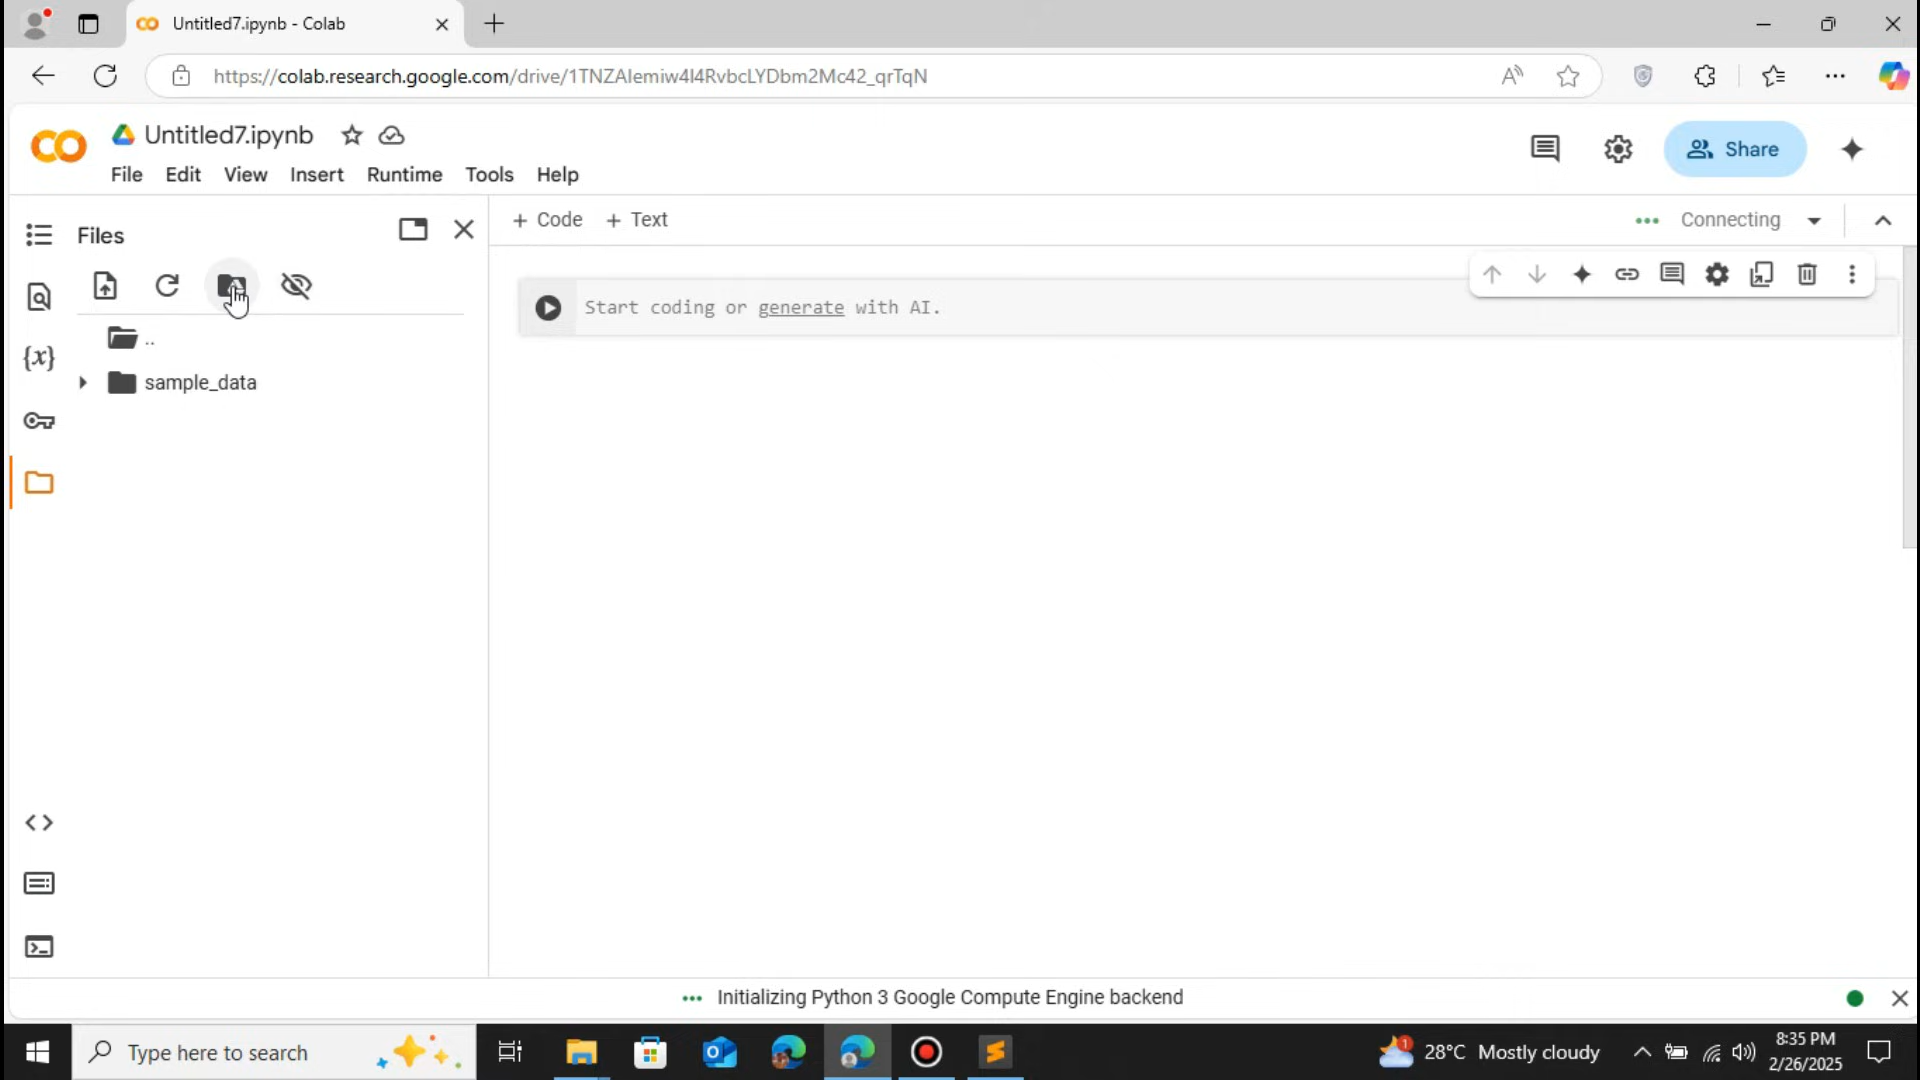 Untitled7.ipynb - Colab
https://colab.research.google.com/drive/1TNZAIemiw4I4RvbcLYDbm2Mc42_qrTqN
Untitled7.ipynb
File Edit View Insert Runtime Tools Help
Share
Files
+ Code + Text
Connecting
Start coding or generate with AI.
..
{x}
sample_data
Initializing Python 3 Google Compute Engine backend
Type here to search
1
28°C Mostly cloudy
8:35 PM
2/26/2025